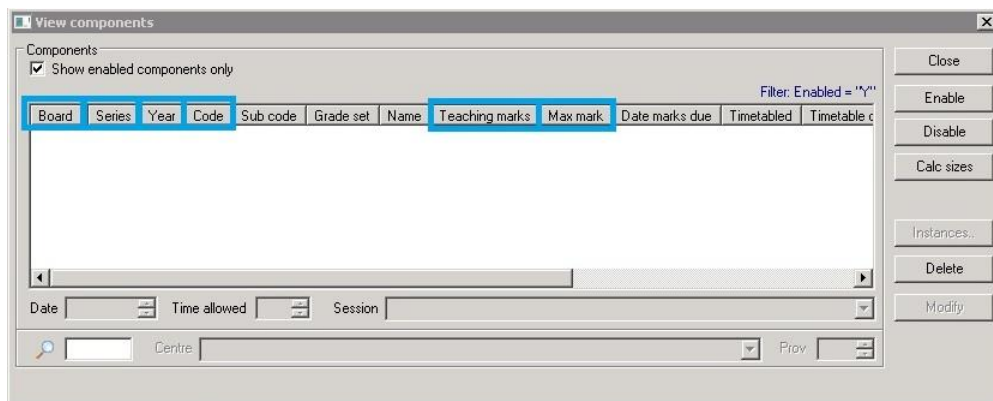 View components
Components
Show enabled components only
Filter: Enabled = "Y"
Board Series Year Code Sub code Grade set Name Teaching marks Max mark Date marks due Timetabled Timetable c
Date Time allowed Session
Centre Prov
Close
Enable
Disable
Calc sizes
Instances..
Delete
Modify